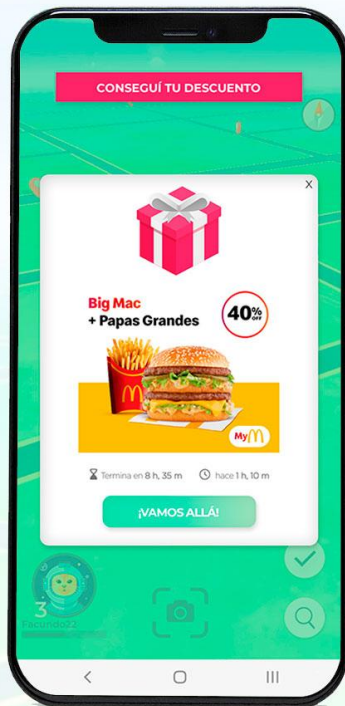 CONSEGUÍ TU DESCUENTO
X
Big Mac
+ Papas Grandes
40%
OFF
My
Termina en 8 h, 35 m
hace 1 h, 10 m
¡VAMOS ALLÁ!
3
Facundo22